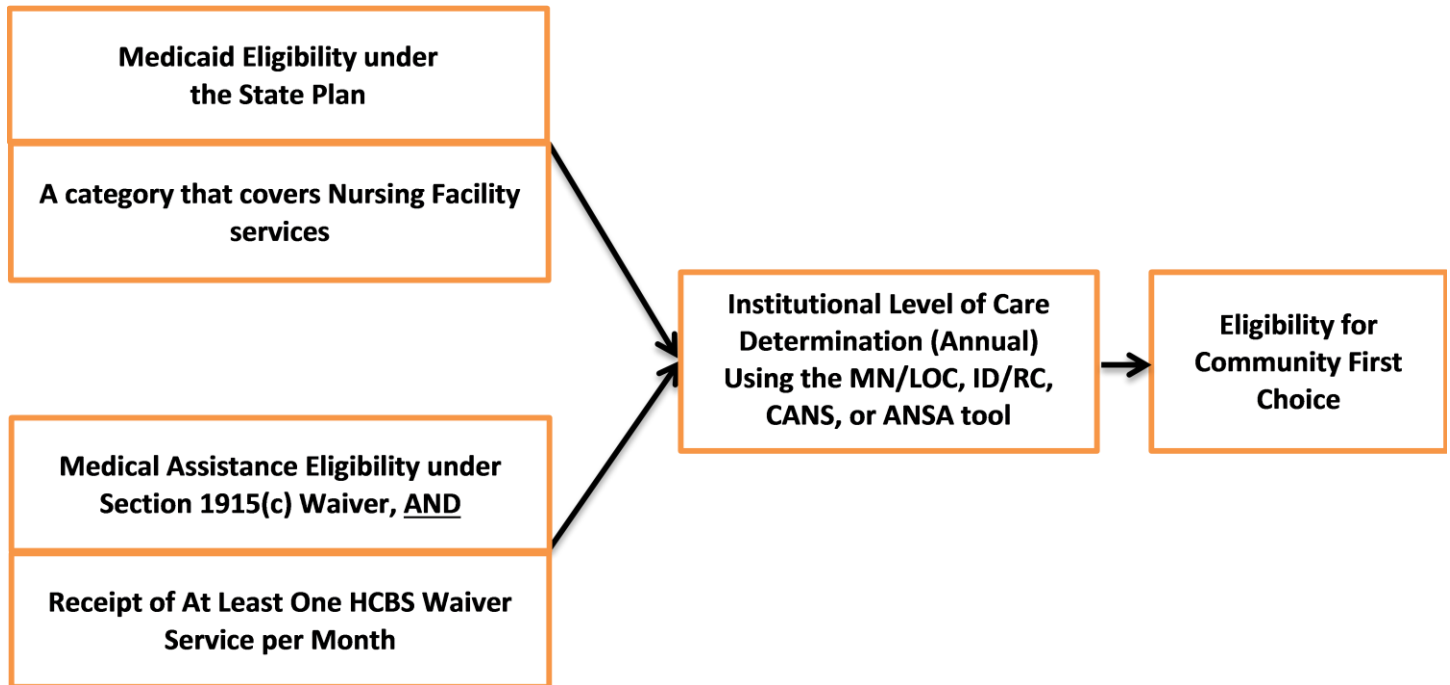 Medicaid Eligibility under
the State Plan
A category that covers Nursing Facility
services
Medical Assistance Eligibility under
Section 1915(c) Waiver, AND
Receipt of At Least One HCBS Waiver
Service per Month
Institutional Level of Care
Determination (Annual)
Using the MN/LOC, ID/RC,
CANS, or ANSA tool
Eligibility for
Community First
Choice